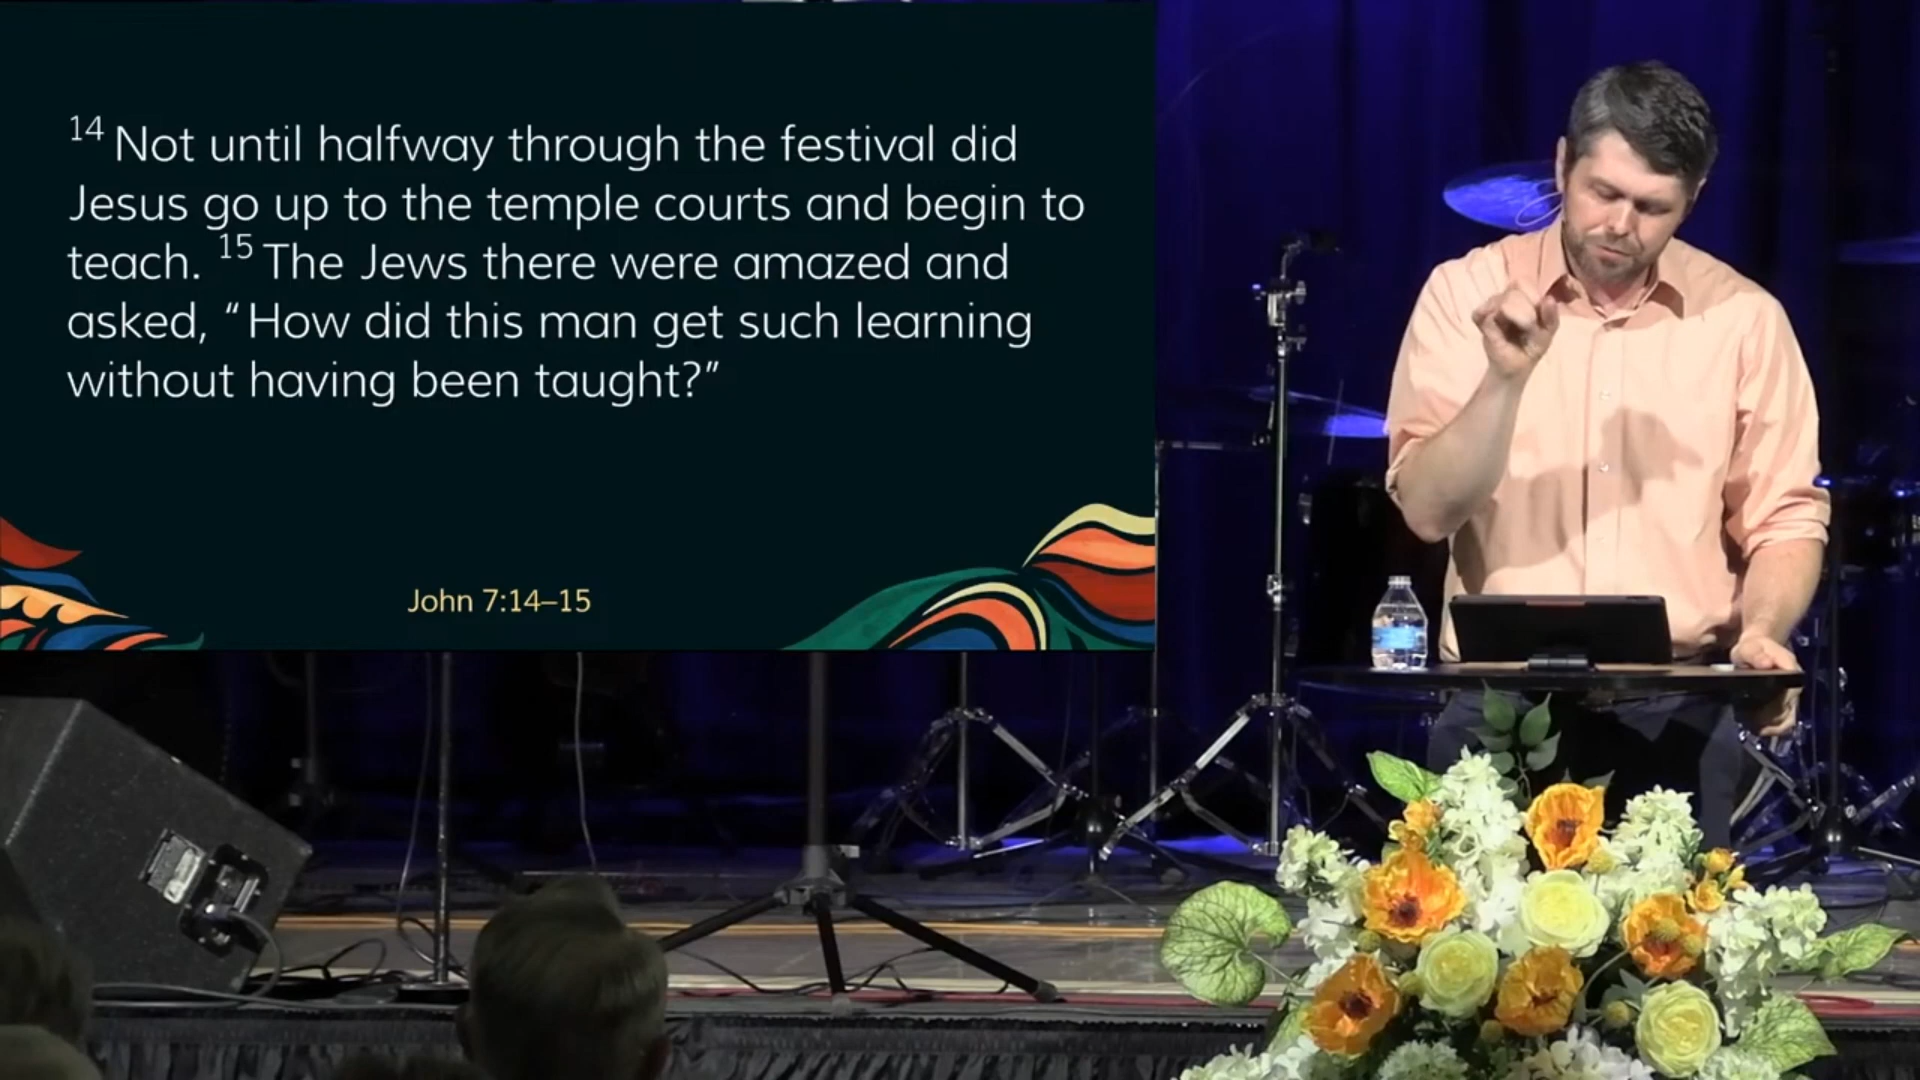 14 Not until halfway through the festival did
Jesus go up to the temple courts and begin to
teach. 15 The Jews there were amazed and
asked, “How did this man get such learning
without having been taught?”
John 7:14–15